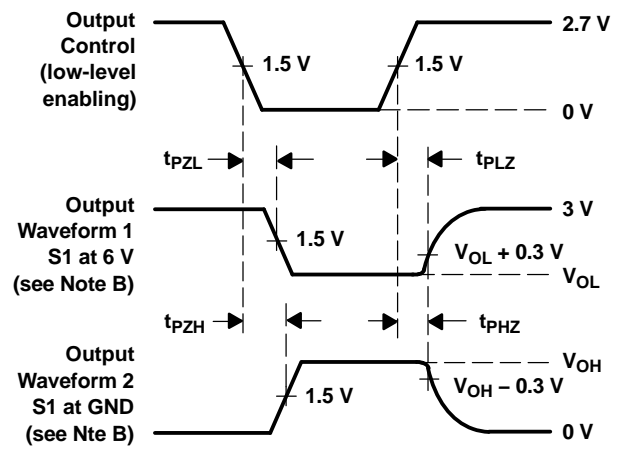 Output
Control
(low-level
enabling)
2.7 V
1.5 V
1.5 V
0 V
tPZL
tPLZ
Output
Waveform 1
S1 at 6 V
(see Note B)
3 V
1.5 V
VOL + 0.3 V
VOL
tPZH
tPHZ
Output
Waveform 2
S1 at GND
(see Nte B)
VOH
1.5 V
VOH – 0.3 V
0 V